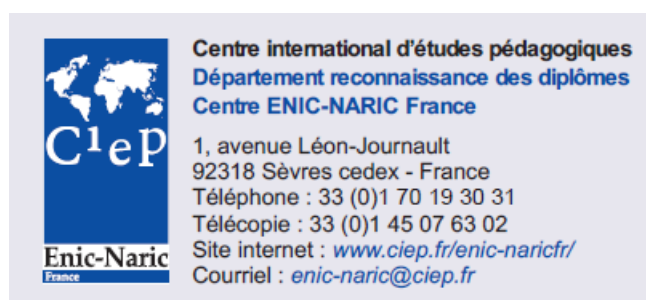 Centre international d'études pédagogiques
Département reconnaissance des diplômes
Centre ENIC-NARIC France
1, avenue Léon-Journault
92318 Sèvres cedex - France
Téléphone : 33 (0)1 70 19 30 31
Télécopie : 33 (0)1 45 07 63 02
Site internet : www.ciep.fr/enic-naricfr/
Courriel : enic-naric@ciep.fr
CIeP
Enic-Naric
France